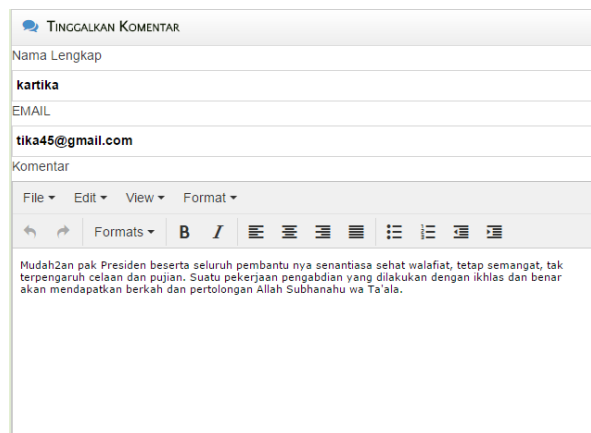 TINGGALKAN KOMENTAR
Nama Lengkap
kartika
EMAIL
tika45@gmail.com
Komentar
File Edit View Format
Formats B I
Mudah2an pak Presiden beserta seluruh pembantu nya senantiasa sehat walafiat, tetap semangat, tak
terpengaruh celaan dan pujian. Suatu pekerjaan pengabdian yang dilakukan dengan ikhlas dan benar
akan mendapatkan berkah dan pertolongan Allah Subhanahu wa Ta'ala.